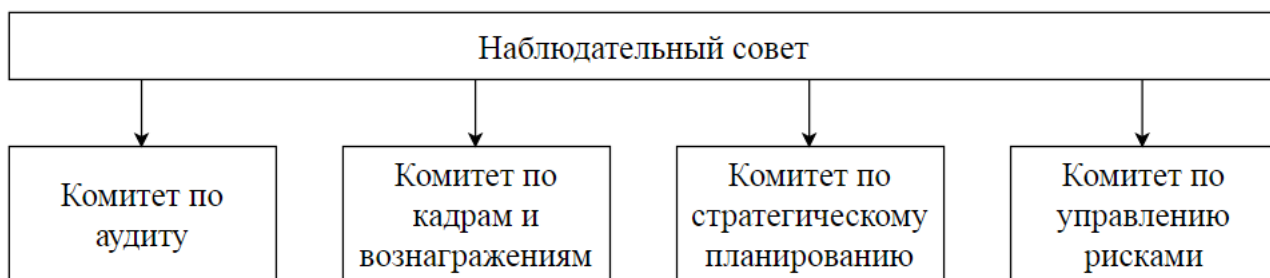 Наблюдательный совет
Комитет по
аудиту
Комитет по
кадрам и
вознаграждениям
Комитет по
стратегическому
планированию
Комитет по
управлению
рисками